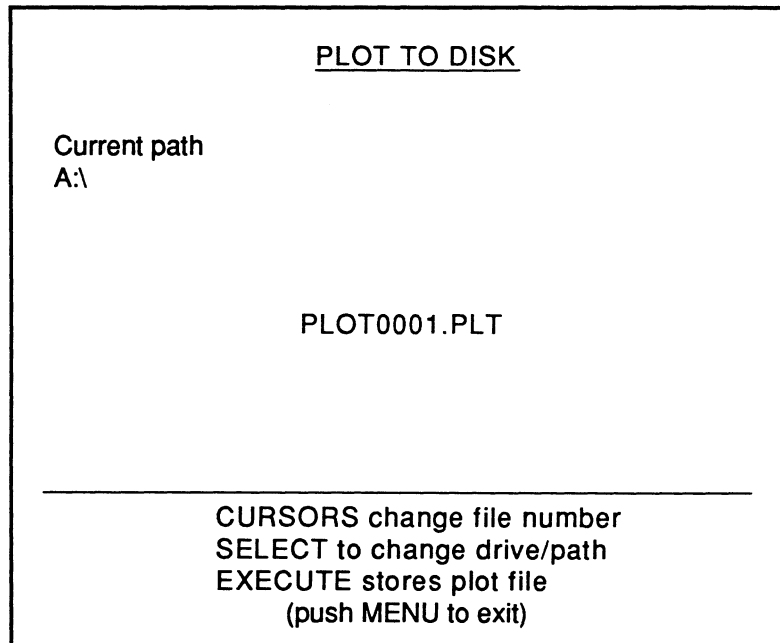 PLOT TO DISK
Current path
A:\
PLOT0001.PLT
CURSORS change file number
SELECT to change drive/path
EXECUTE stores plot file
(push MENU to exit)